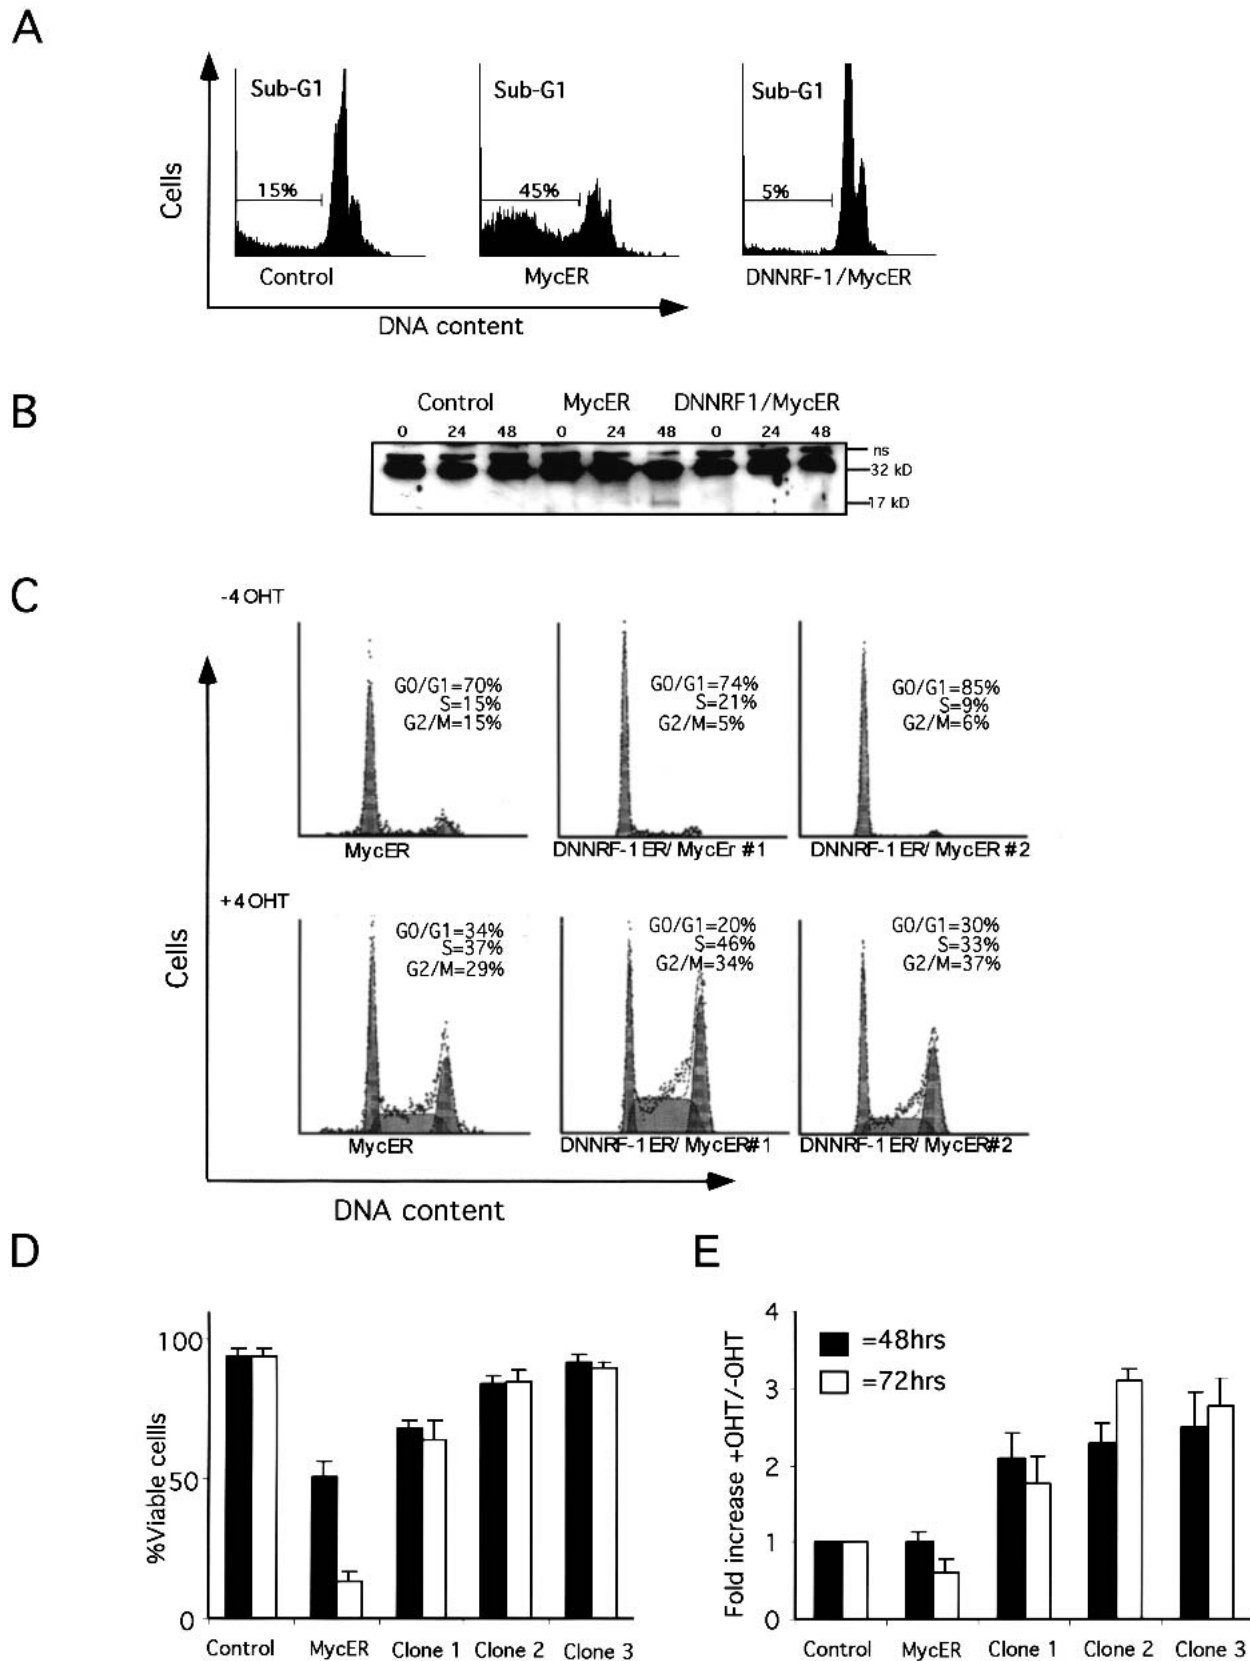 A
Cells
Sub-G1
15%
Control
Sub-G1
45%
MycER
Sub-G1
5%
DNNRF-1/MycER
DNA content
B
Control MycER DNNRF1/MycER
0 24 48 0 24 48 0 24 48
ns
32 kD
17 kD
C
-4OHT
G0/G1=70%
S=15%
G2/M=15%
MycER
G0/G1=74%
S=21%
G2/M=5%
DNNRF-1 ER/ MycEr #1
G0/G1=85%
S=9%
G2/M=6%
DNNRF-1 ER/ MycER #2
+4OHT
Cells
G0/G1=34%
S=37%
G2/M=29%
MycER
G0/G1=20%
S=46%
G2/M=34%
DNNRF-1 ER/ MycER#1
G0/G1=30%
S=33%
G2/M=37%
DNNRF-1 ER/ MycER#2
DNA content
D
%Viable cellls
100
50
0
Control MycER Clone 1 Clone 2 Clone 3
E
Fold increase +OHT/-OHT
4
3
2
1
0
=48hrs
=72hrs
Control MycER Clone 1 Clone 2 Clone 3